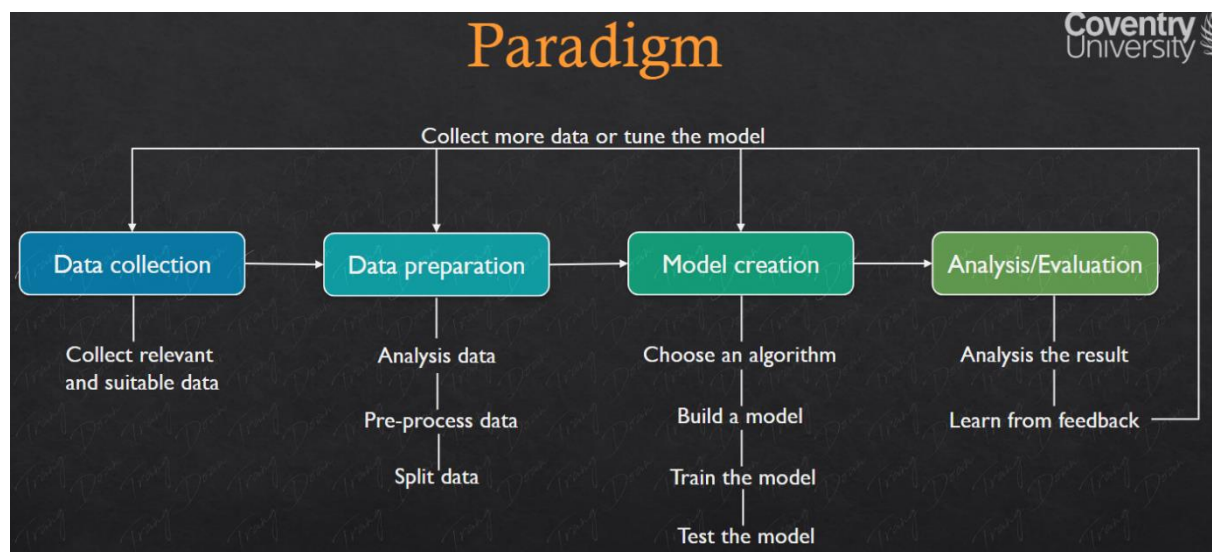 Paradigm
Coventry
University
Collect more data or tune the model
Data collection
Data preparation
Model creation
Analysis/Evaluation
Collect relevant
and suitable data
Analysis data
Pre-process data
Split data
Choose an algorithm
Build a model
Train the model
Test the model
Analysis the result
Learn from feedback